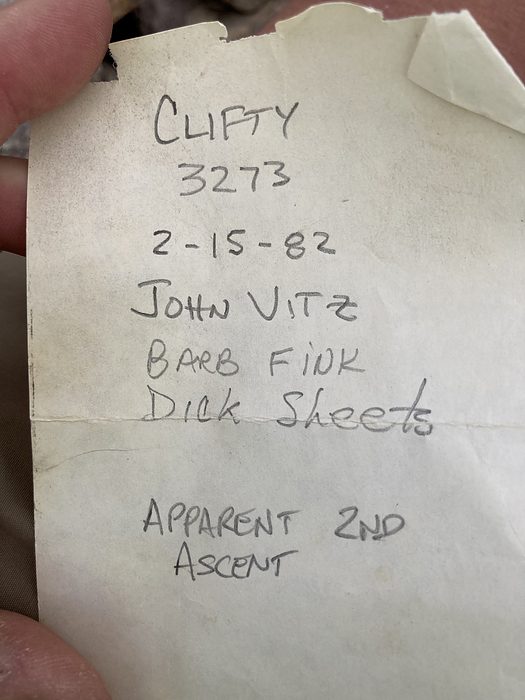 CLIFTY
3273
2-15-82
JOHN VITZ
BARB FINK
DICK Sheets
APPARENT 2ND
ASCENT